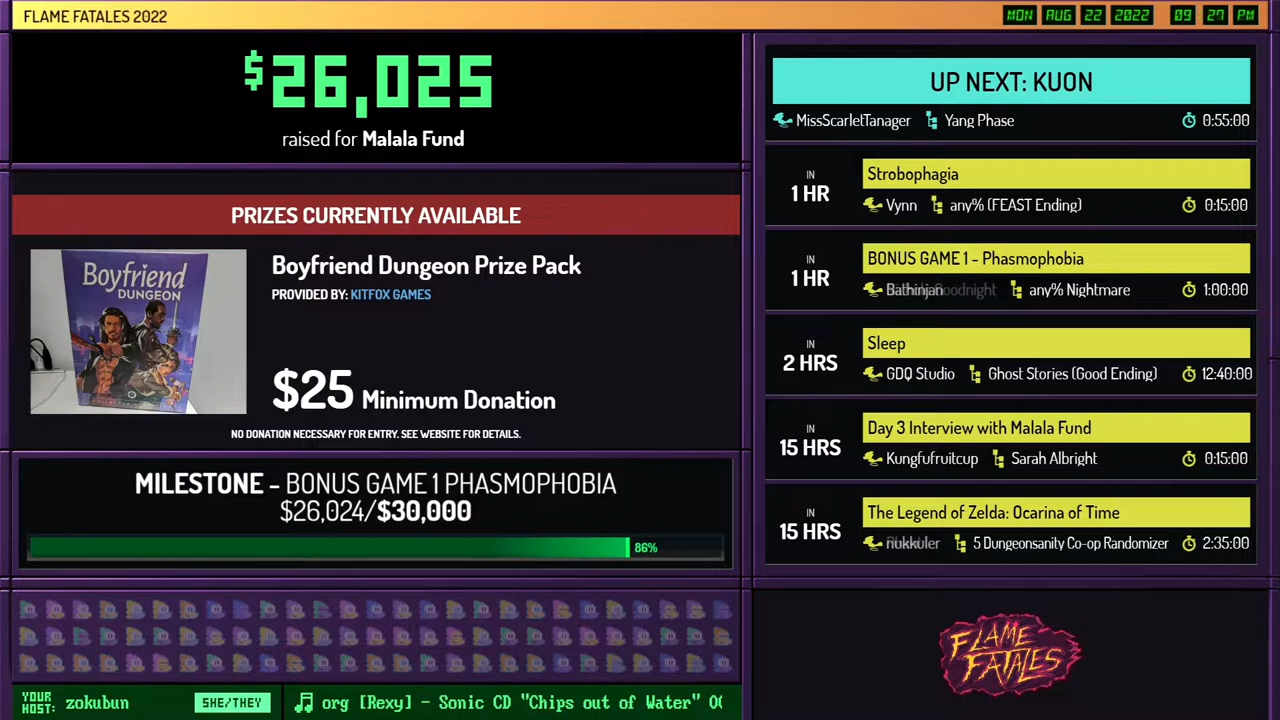 FLAME FATALES 2022
MON AUG 22 2022 09 27 PM
$26,025
raised for Malala Fund
PRIZES CURRENTLY AVAILABLE
Boyfriend
DUNGEON
Boyfriend Dungeon Prize Pack
PROVIDED BY: KITFOX GAMES
$25 Minimum Donation
NO DONATION NECESSARY FOR ENTRY. SEE WEBSITE FOR DETAILS.
MILESTONE - BONUS GAME 1 PHASMOPHOBIA
$26,024/$30,000
86%
UP NEXT: KUON
MissScarletTanager Yang Phase 0:55:00
IN
1 HR
Strobophagia
Vynn any% (FEAST Ending) 0:15:00
IN
1 HR
BONUS GAME 1 - Phasmophobia
any% Nightmare 1:00:00
IN
2 HRS
Sleep
GDQ Studio Ghost Stories (Good Ending) 12:40:00
IN
15 HRS
Day 3 Interview with Malala Fund
Kungfufruitcup Sarah Albright 0:15:00
IN
15 HRS
The Legend of Zelda: Ocarina of Time
nukkuler 5 Dungeonsanity Co-op Randomizer 2:35:00
FLAME
FATALES
YOUR
HOST: zokubun SHE/THEY org [Rexy] - Sonic CD "Chips out of Water" OC